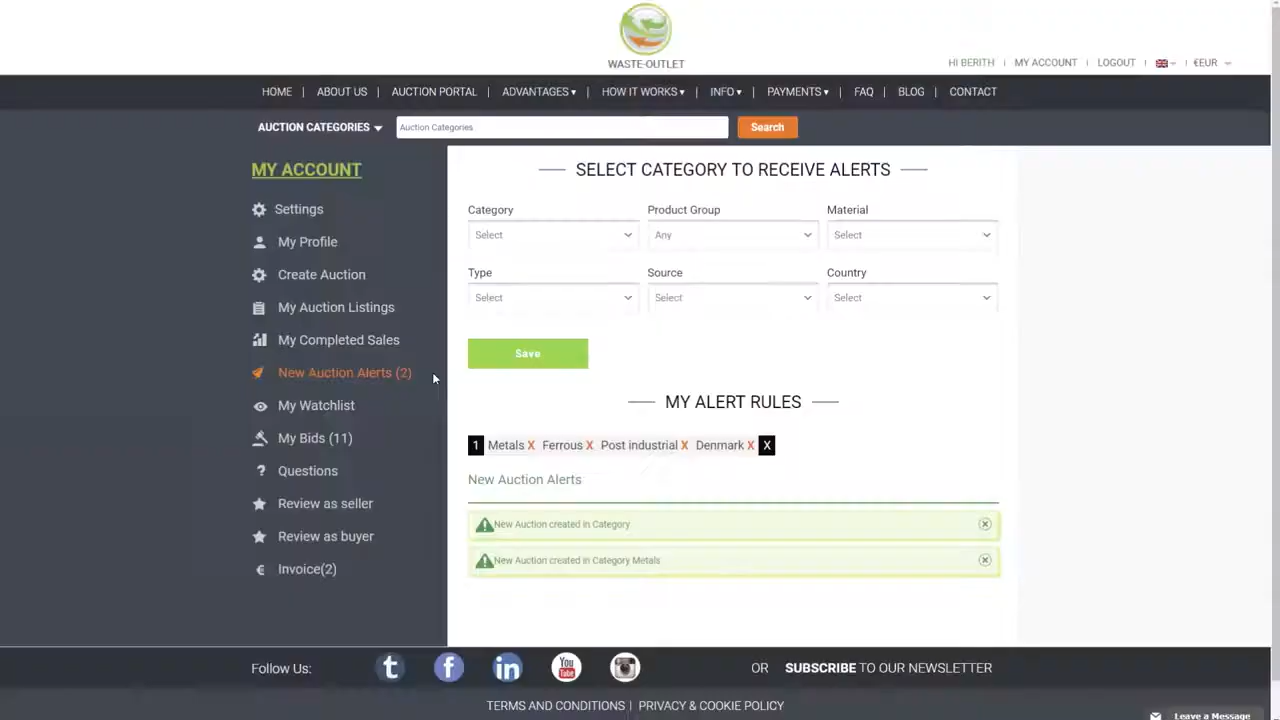 WASTE-OUTLET
HI BERITH | MY ACCOUNT | LOGOUT | | €EUR
HOME | ABOUT US | AUCTION PORTAL | ADVANTAGES▾ | HOW IT WORKS▾ | INFO▾ | PAYMENTS▾ | FAQ | BLOG | CONTACT
AUCTION CATEGORIES Auction Categories Search
MY ACCOUNT
Settings
My Profile
Create Auction
My Auction Listings
My Completed Sales
New Auction Alerts (2)
My Watchlist
My Bids (11)
? Questions
Review as seller
Review as buyer
€ Invoice(2)
SELECT CATEGORY TO RECEIVE ALERTS
Category Product Group Material
Select Any Select
Type Source Country
Select Select Select
Save
MY ALERT RULES
1 Metals X Ferrous X Post industrial X Denmark X X
New Auction Alerts
New Auction created in Category
New Auction created in Category Metals
Follow Us: t f in You Tube OR SUBSCRIBE TO OUR NEWSLETTER
TERMS AND CONDITIONS | PRIVACY & COOKIE POLICY
Leave a Message